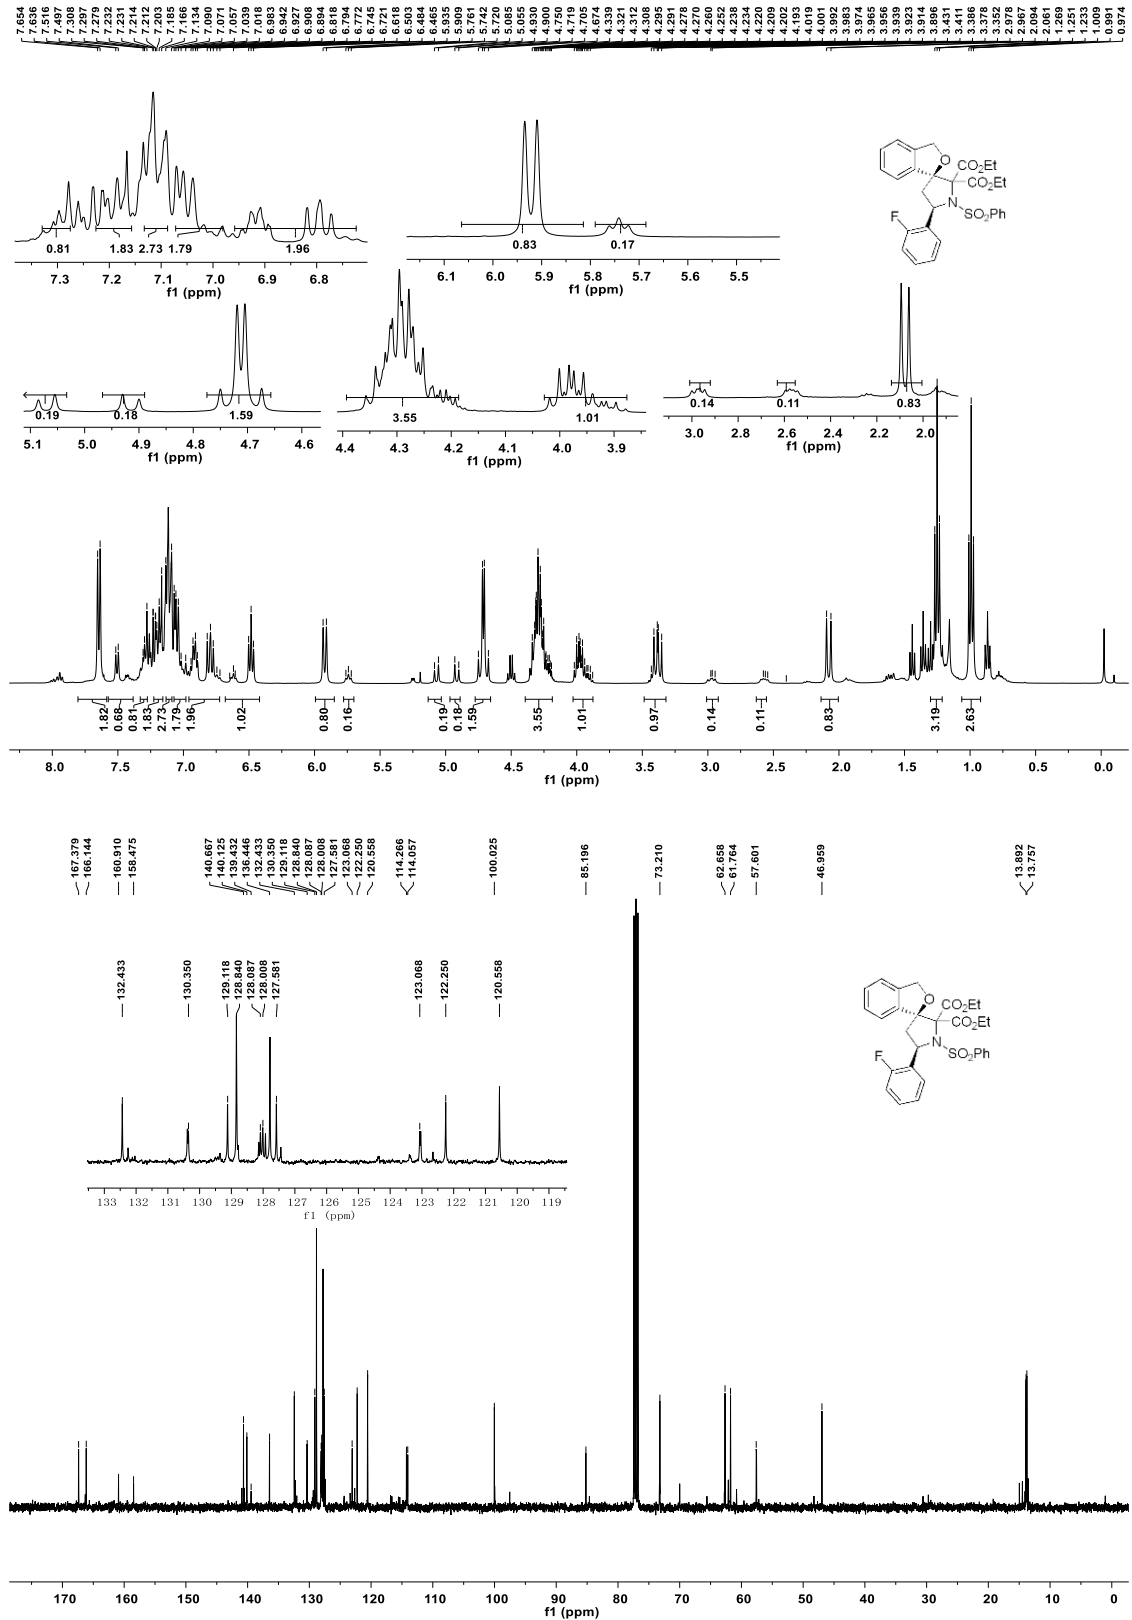 7.654 7.636 7.516 7.497 7.308 7.297 7.279 7.232 7.231 7.214 7.212 7.203 7.185 7.166 7.134 7.090 7.071 7.057 7.039 7.018 6.983 6.942 6.927 6.908 6.894 6.818 6.794 6.772 6.745 6.721 6.618 6.503 6.484 6.465 5.935 5.909 5.761 5.742 5.720 5.085 5.055 4.930 4.900 4.750 4.719 4.705 4.674 4.339 4.321 4.312 4.308 4.295 4.291 4.278 4.270 4.260 4.252 4.238 4.234 4.220 4.209 4.202 4.193 4.019 4.001 3.992 3.983 3.974 3.965 3.956 3.939 3.923 3.914 3.896 3.431 3.411 3.386 3.378 3.352 2.978 2.967 2.094 2.061 1.269 1.251 1.233 1.009 0.991 0.974
O
CO2Et
CO2Et
N
SO2Ph
F
0.81 1.83 2.73 1.79 1.96
7.3 7.2 7.1 7.0 6.9 6.8
f1 (ppm)
0.83 0.17
6.1 6.0 5.9 5.8 5.7 5.6 5.5
f1 (ppm)
0.19 0.18 1.59
5.1 5.0 4.9 4.8 4.7 4.6
f1 (ppm)
3.55 1.01
4.4 4.3 4.2 4.1 4.0 3.9
f1 (ppm)
0.14 0.11 0.83
3.0 2.8 2.6 2.4 2.2 2.0
f1 (ppm)
1.82 0.68 0.81 1.83 2.73 1.79 1.96 1.02 0.80 0.16 0.19 0.18 1.59 3.55 1.01 0.97 0.14 0.11 0.83 3.19 2.63
8.0 7.5 7.0 6.5 6.0 5.5 5.0 4.5 4.0 3.5 3.0 2.5 2.0 1.5 1.0 0.5 0.0
f1 (ppm)
167.379 166.144 160.910 158.475 140.667 140.125 139.432 136.446 132.433 130.350 129.118 128.840 128.087 128.008 127.581 123.068 122.250 120.558 114.266 114.057 100.025 85.196 73.210 62.658 61.764 57.601 46.959 13.892 13.757
132.433 130.350 129.118 128.840 128.087 128.008 127.581 123.068 122.250 120.558
O
CO2Et
CO2Et
N
SO2Ph
F
133 132 131 130 129 128 127 126 125 124 123 122 121 120 119
f1 (ppm)
170 160 150 140 130 120 110 100 90 80 70 60 50 40 30 20 10 0
f1 (ppm)